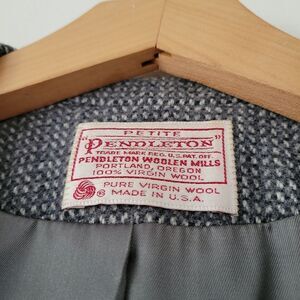 PETITE
"PENDLETON"
TRADE MARK REG. U.S. PAT. OFF.
PENDLETON WOOLEN MILLS
PORTLAND, OREGON
100% VIRGIN WOOL
PURE VIRGIN WOOL
® MADE IN U.S.A.